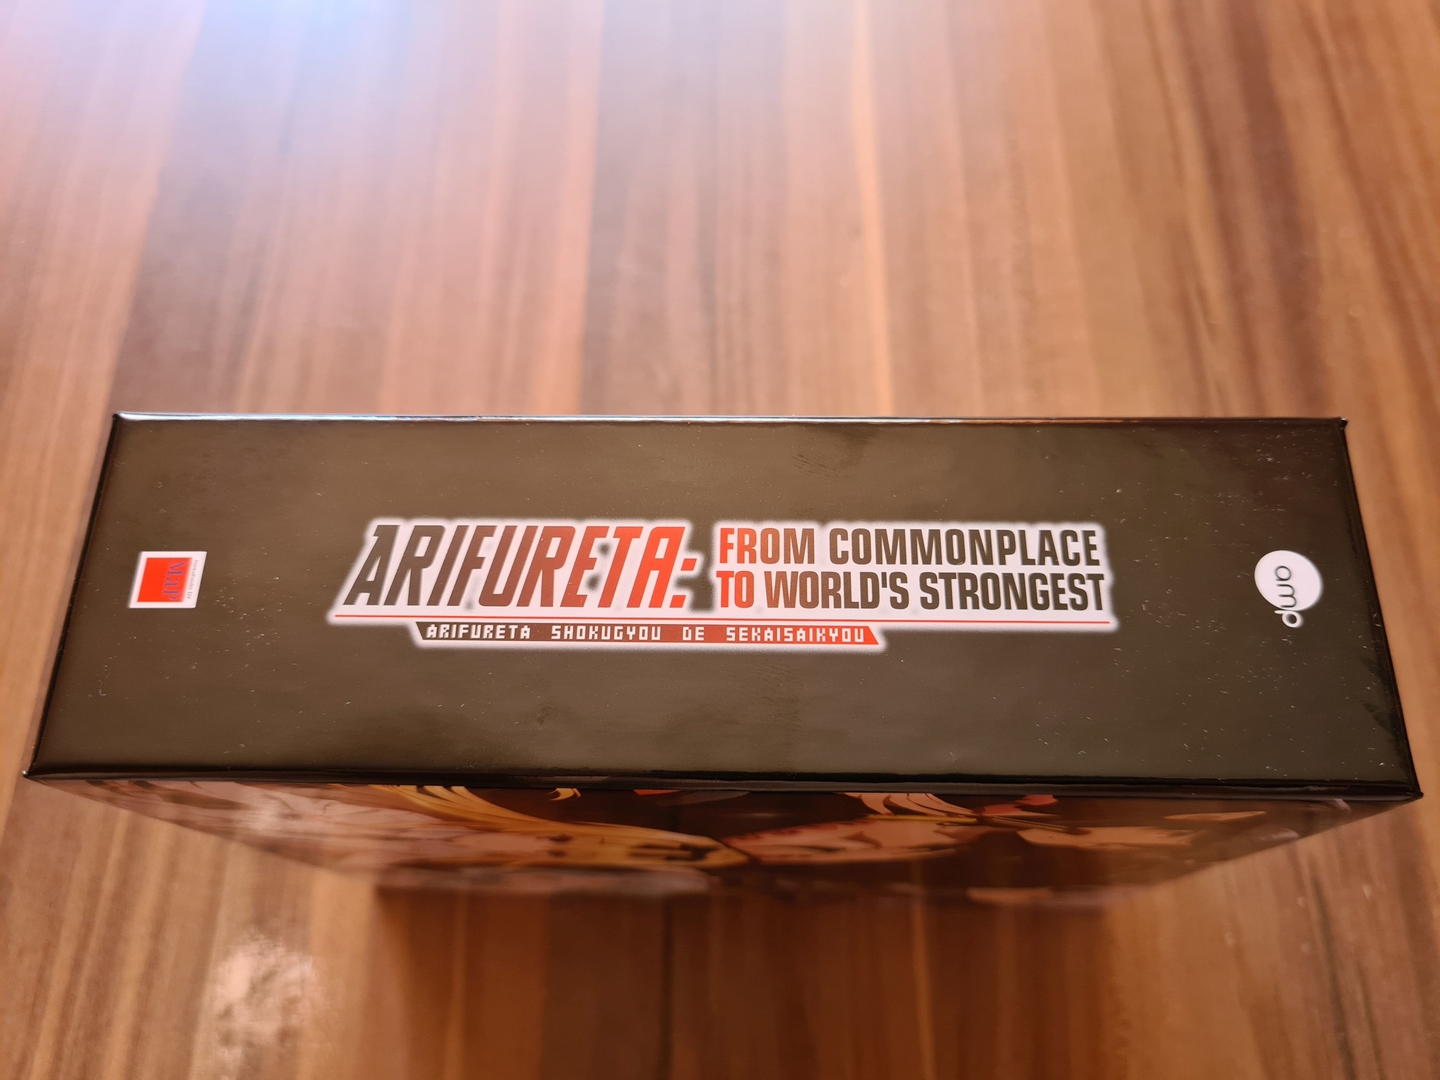 ARIFURETA:
FROM COMMONPLACE
TO WORLD'S STRONGEST
ARIFURETA SHOKUGYOU DE SEKAISAIKYOU
amp